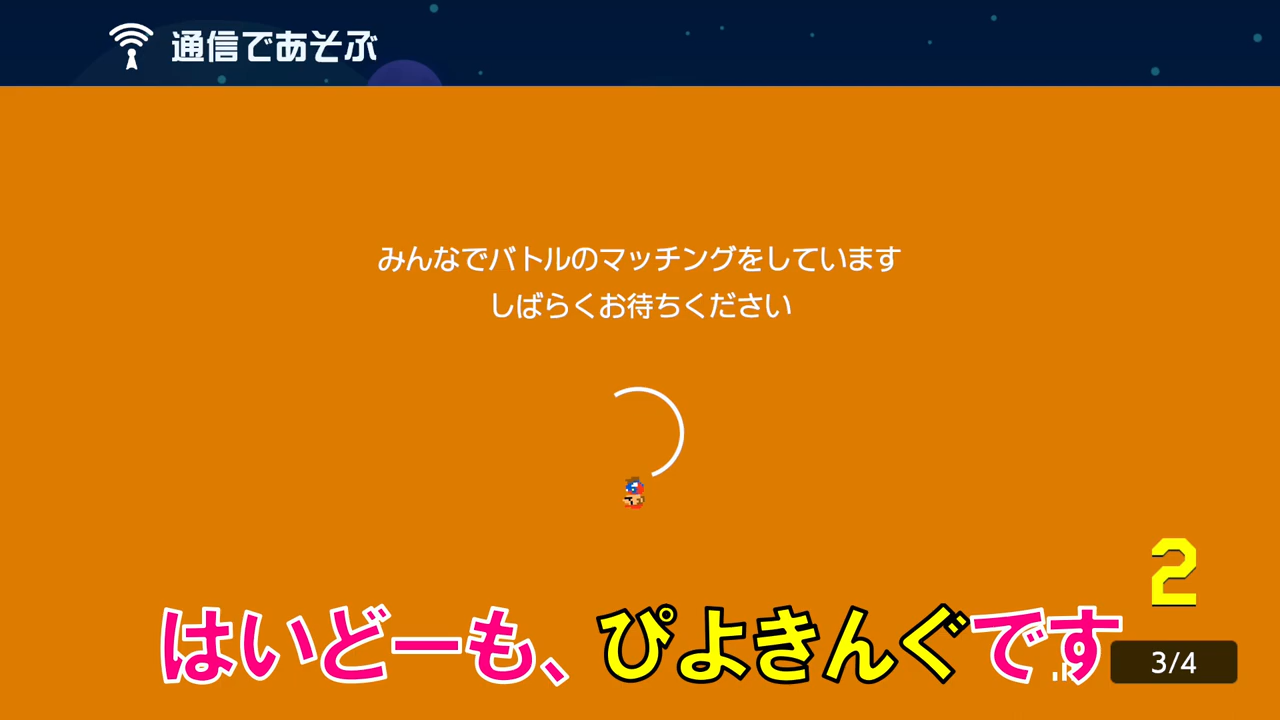 通信であそぶ
みんなでバトルのマッチングをしています
しばらくお待ちください
2
はいどーも、ぴよきんぐです
3/4